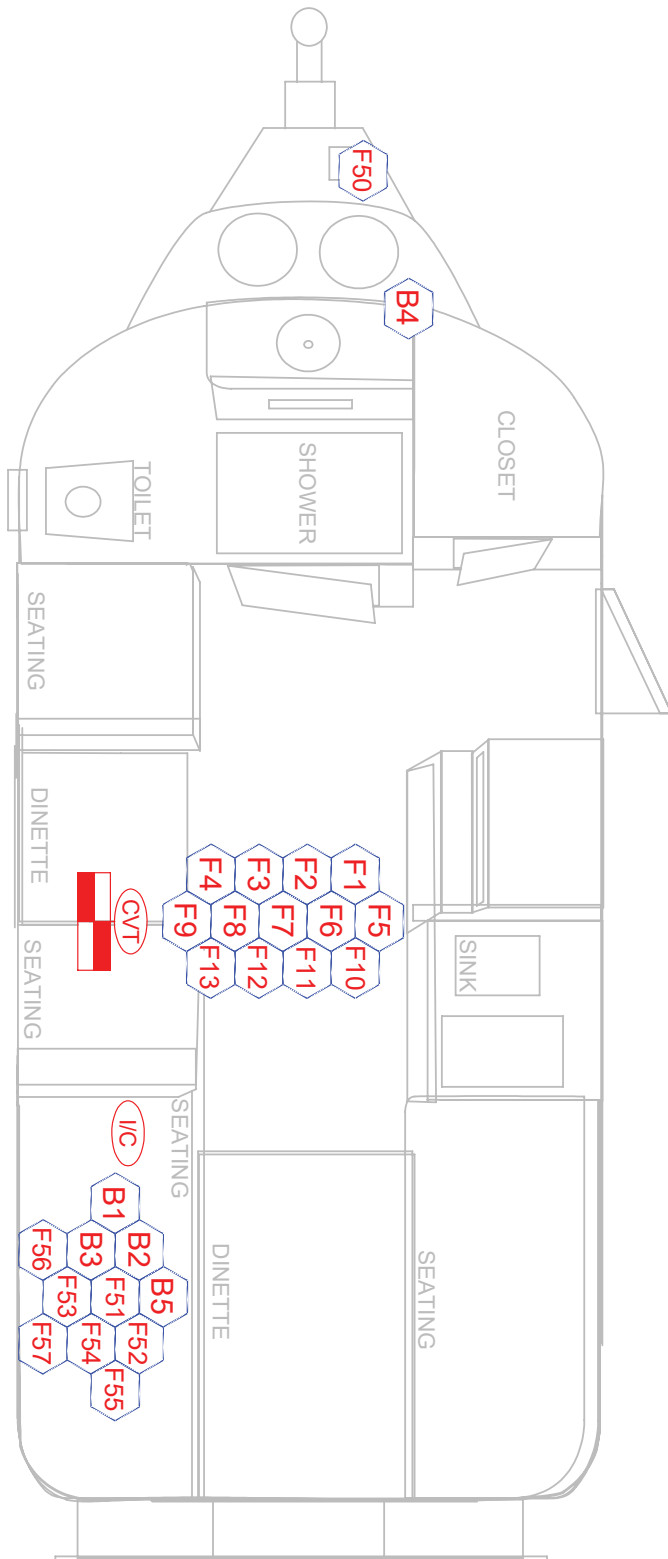 F50
B4
CLOSET
SHOWER
TOILET
SEATING
DINETTE
F1
F2
F3
F4
F5
F6
F7
F8
F9
F10
F11
F12
F13
CVT
SINK
SEATING
I/C
SEATING
B1
B2
B3
F56
B5
F51
F53
F52
F54
F57
F55
DINETTE
SEATING